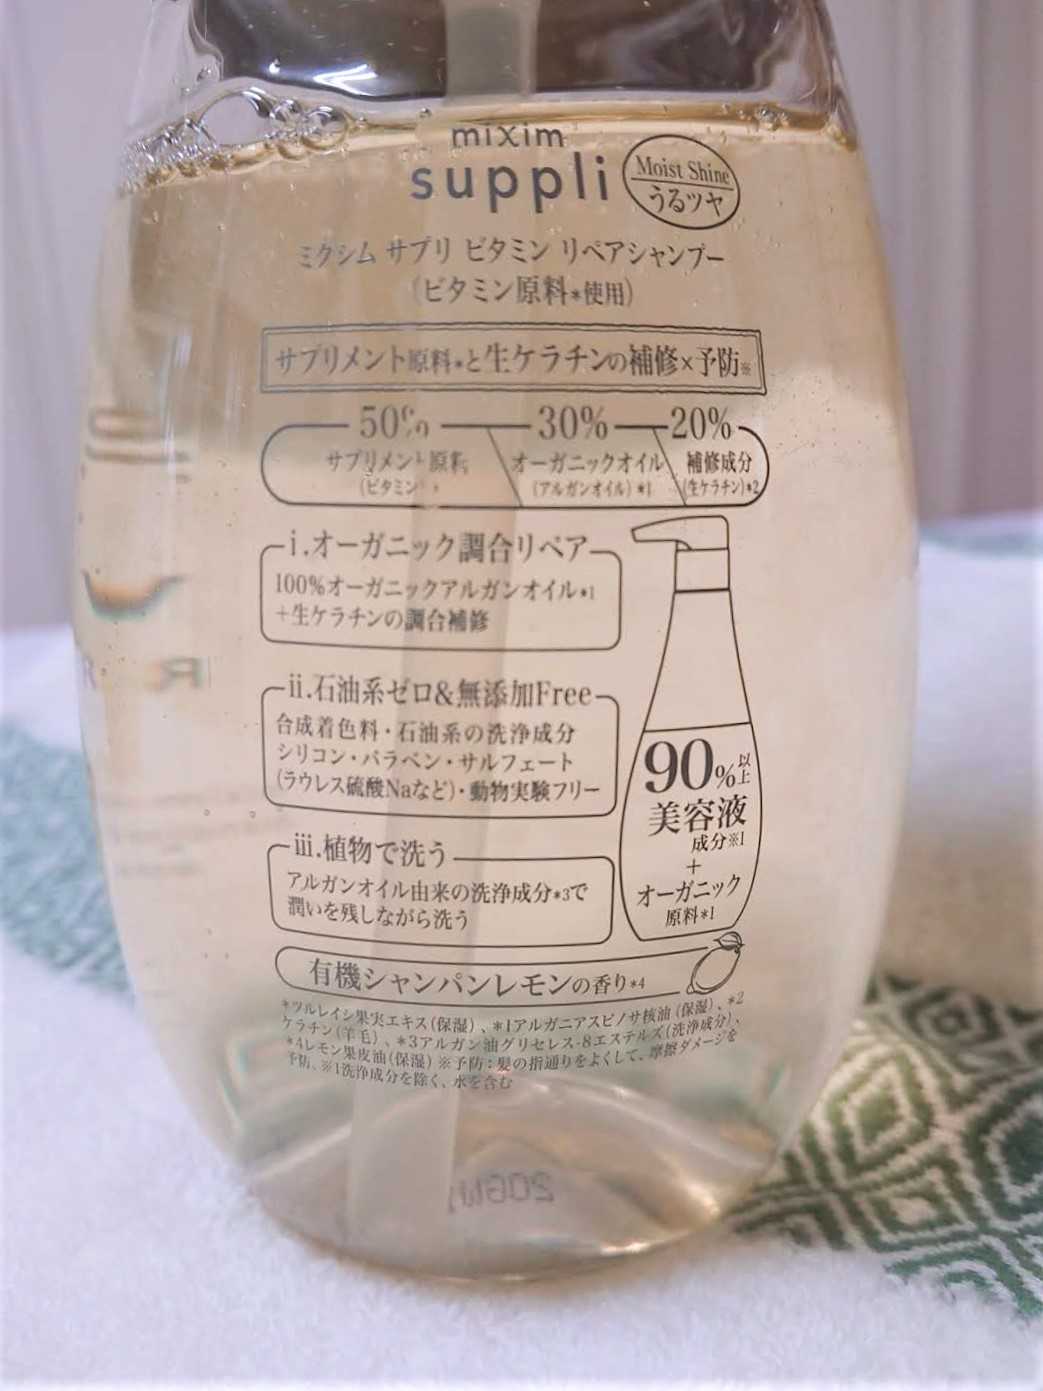 mixim
suppli
Moist Shine
うるツヤ
ミクシム サプリ ビタミン リペアシャンプー
(ビタミン原料*使用)
サプリメント原料*と生ケラチンの補修×予防※
50% 30% 20%
サプリメント原料 オーガニックオイル 補修成分
(ビタミン) (アルガンオイル)*1 (生ケラチン)*2
i.オーガニック調合リペア
100%オーガニックアルガンオイル*1
+生ケラチンの調合補修
ii.石油系ゼロ&無添加Free
合成着色料・石油系の洗浄成分
シリコン・パラベン・サルフェート
(ラウレス硫酸Naなど)・動物実験フリー
90%以上
美容液
成分※1
+
オーガニック
原料*1
iii.植物で洗う
アルガンオイル由来の洗浄成分*3で
潤いを残しながら洗う
有機シャンパンレモンの香り*4
*ツルレイシ果実エキス(保湿)、*1アルガニアスピノサ核油(保湿)、*2
ケラチン(羊毛)、*3アルガン油グリセレス-8エステルズ(洗浄成分)、
*4レモン果皮油(保湿)※予防:髪の指通りをよくして、摩擦ダメージを
予防、※1洗浄成分を除く、水を含む